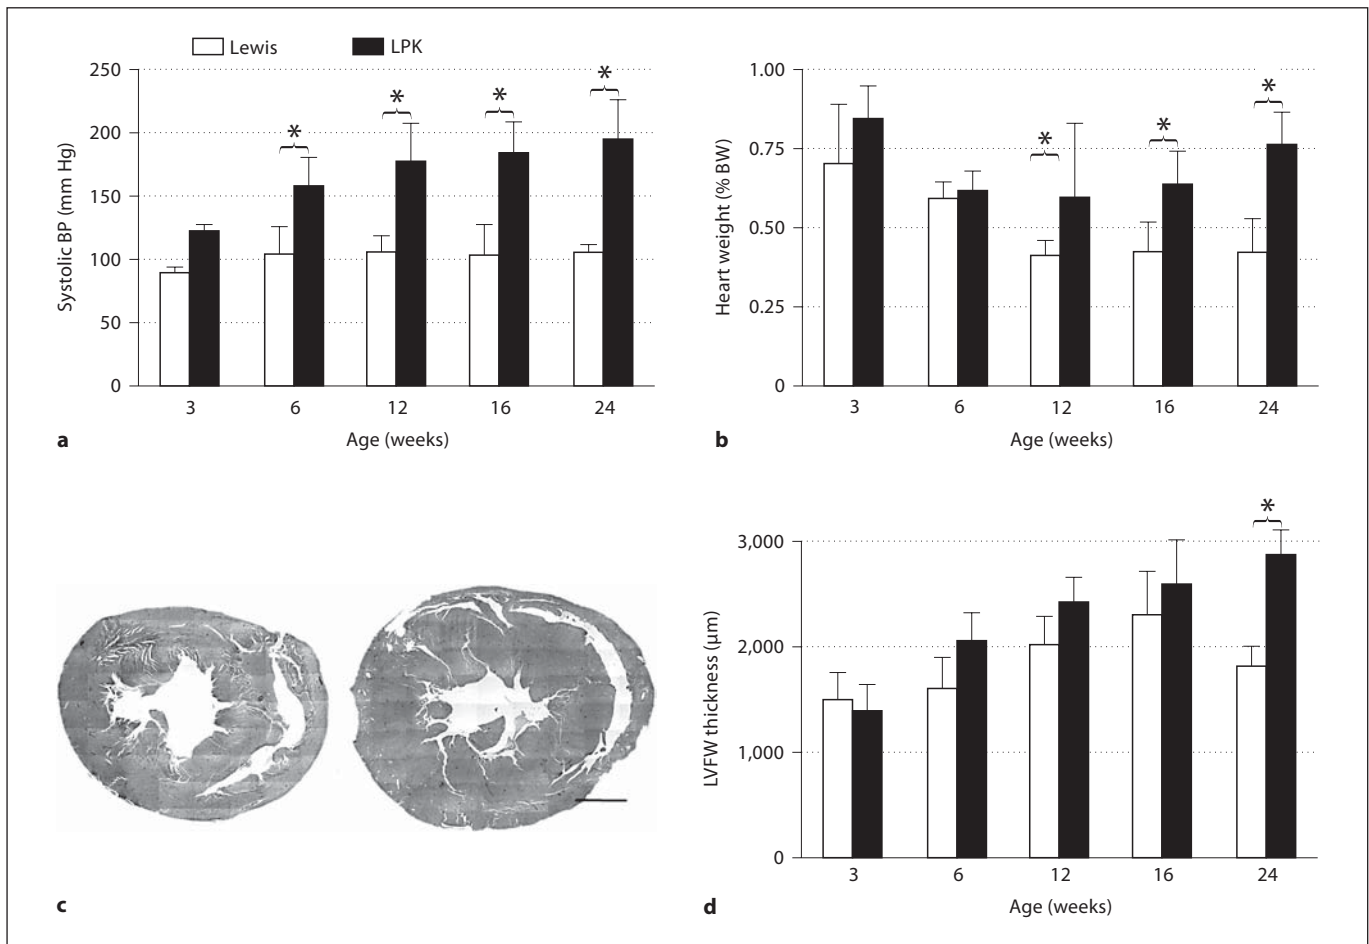 Lewis LPK
250
200
150
100
50
0
Systolic BP (mm Hg)
* * * *
3 6 12 16 24
Age (weeks)
a
1.00
0.75
0.50
0.25
0
Heart weight (% BW)
* * *
3 6 12 16 24
Age (weeks)
b
c
3,000
2,000
1,000
0
LVFW thickness (μm)
*
3 6 12 16 24
Age (weeks)
d